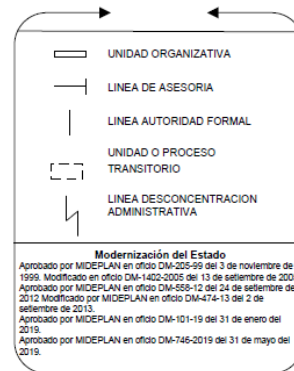 UNIDAD ORGANIZATIVA
LINEA DE ASESORIA
LINEA AUTORIDAD FORMAL
UNIDAD O PROCESO
TRANSITORIO
LINEA DESCONCENTRACION
ADMINISTRATIVA
Modernización del Estado
Aprobado por MIDEPLAN en oficio DM-205-99 del 3 de noviembre de
1999. Modificado en oficio DM-1402-2005 del 13 de setiembre de
Aprobado por MIDEPLAN en oficio DM-558-12 del 24 de setiembre de
2012 Modificado por MIDEPLAN en oficio DM-474-13 del 2 de
setiembre de 2013.
Aprobado por MIDEPLAN en oficio DM-101-19 del 31 de enero del
2019.
Aprobado por MIDEPLAN en oficio DM-746-2019 del 31 de mayo del
2019.